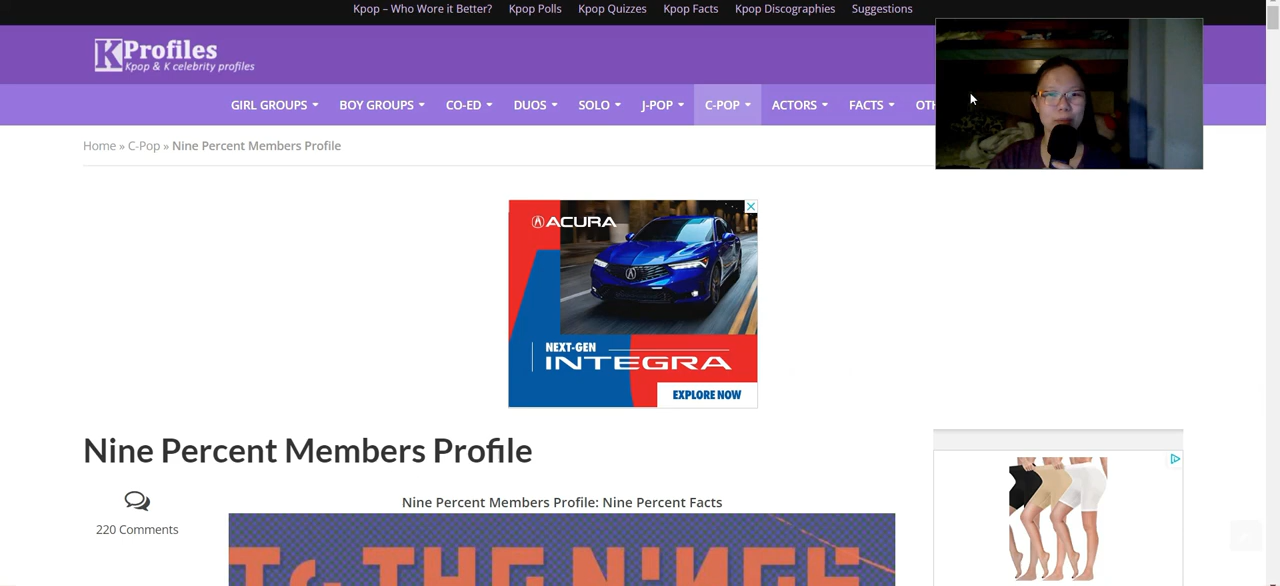 Kpop – Who Wore it Better? Kpop Polls Kpop Quizzes Kpop Facts Kpop Discographies Suggestions
KProfiles
Kpop & K celebrity profiles
GIRL GROUPS BOY GROUPS CO-ED DUOS SOLO J-POP C-POP ACTORS FACTS OTH
Home » C-Pop » Nine Percent Members Profile
ACURA
NEXT-GEN
INTEGRA
EXPLORE NOW
Nine Percent Members Profile
220 Comments
Nine Percent Members Profile: Nine Percent Facts